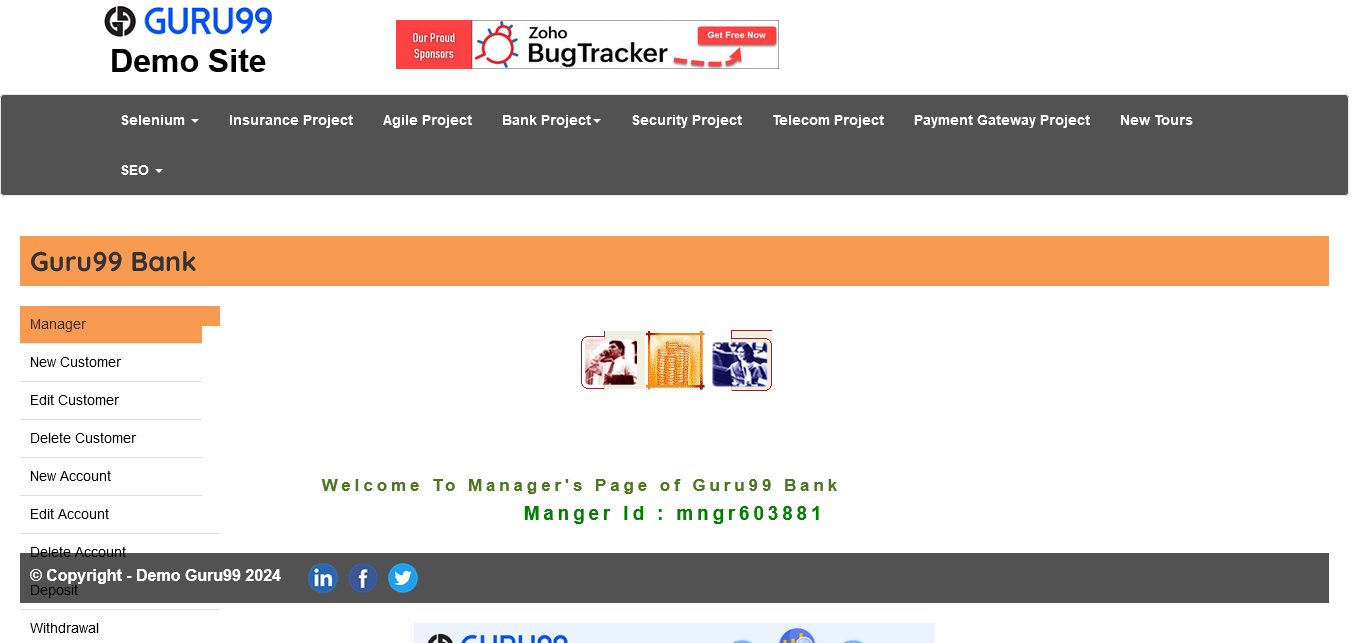 GURU99
Demo Site
Our Proud
Sponsors
Zoho
BugTracker
Get Free Now
Selenium Insurance Project Agile Project Bank Project Security Project Telecom Project Payment Gateway Project New Tours
SEO
Guru99 Bank
Manager
New Customer
Edit Customer
Delete Customer
New Account
Edit Account
Welcome To Manager's Page of Guru99 Bank
Manger Id : mngr603881
Delete Account
© Copyright - Demo Guru99 2024
in f
Deposit
Withdrawal
GURU99